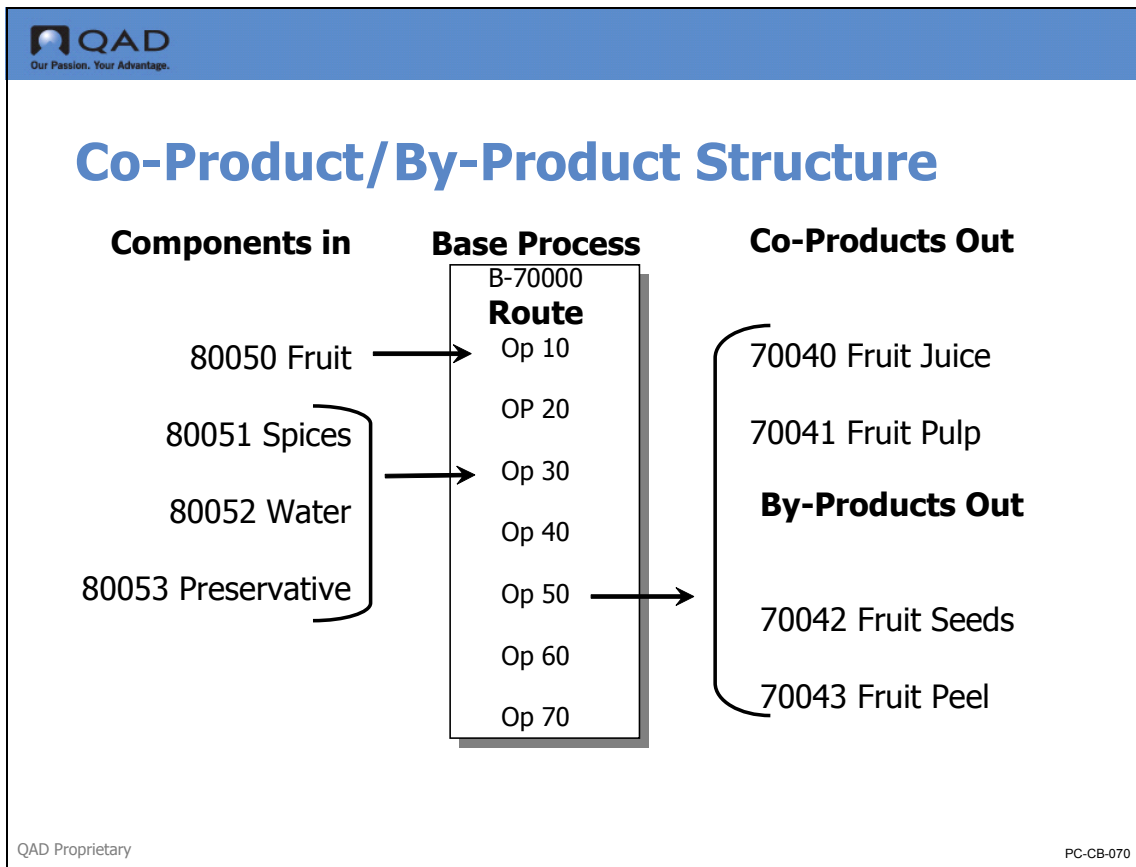 QAD
Our Passion. Your Advantage.
Co-Product/By-Product Structure
Components in
80050 Fruit
80051 Spices
80052 Water
80053 Preservative
Base Process
B-70000
Route
Op 10
OP 20
Op 30
Op 40
Op 50
Op 60
Op 70
Co-Products Out
70040 Fruit Juice
70041 Fruit Pulp
By-Products Out
70042 Fruit Seeds
70043 Fruit Peel
QAD Proprietary
PC-CB-070